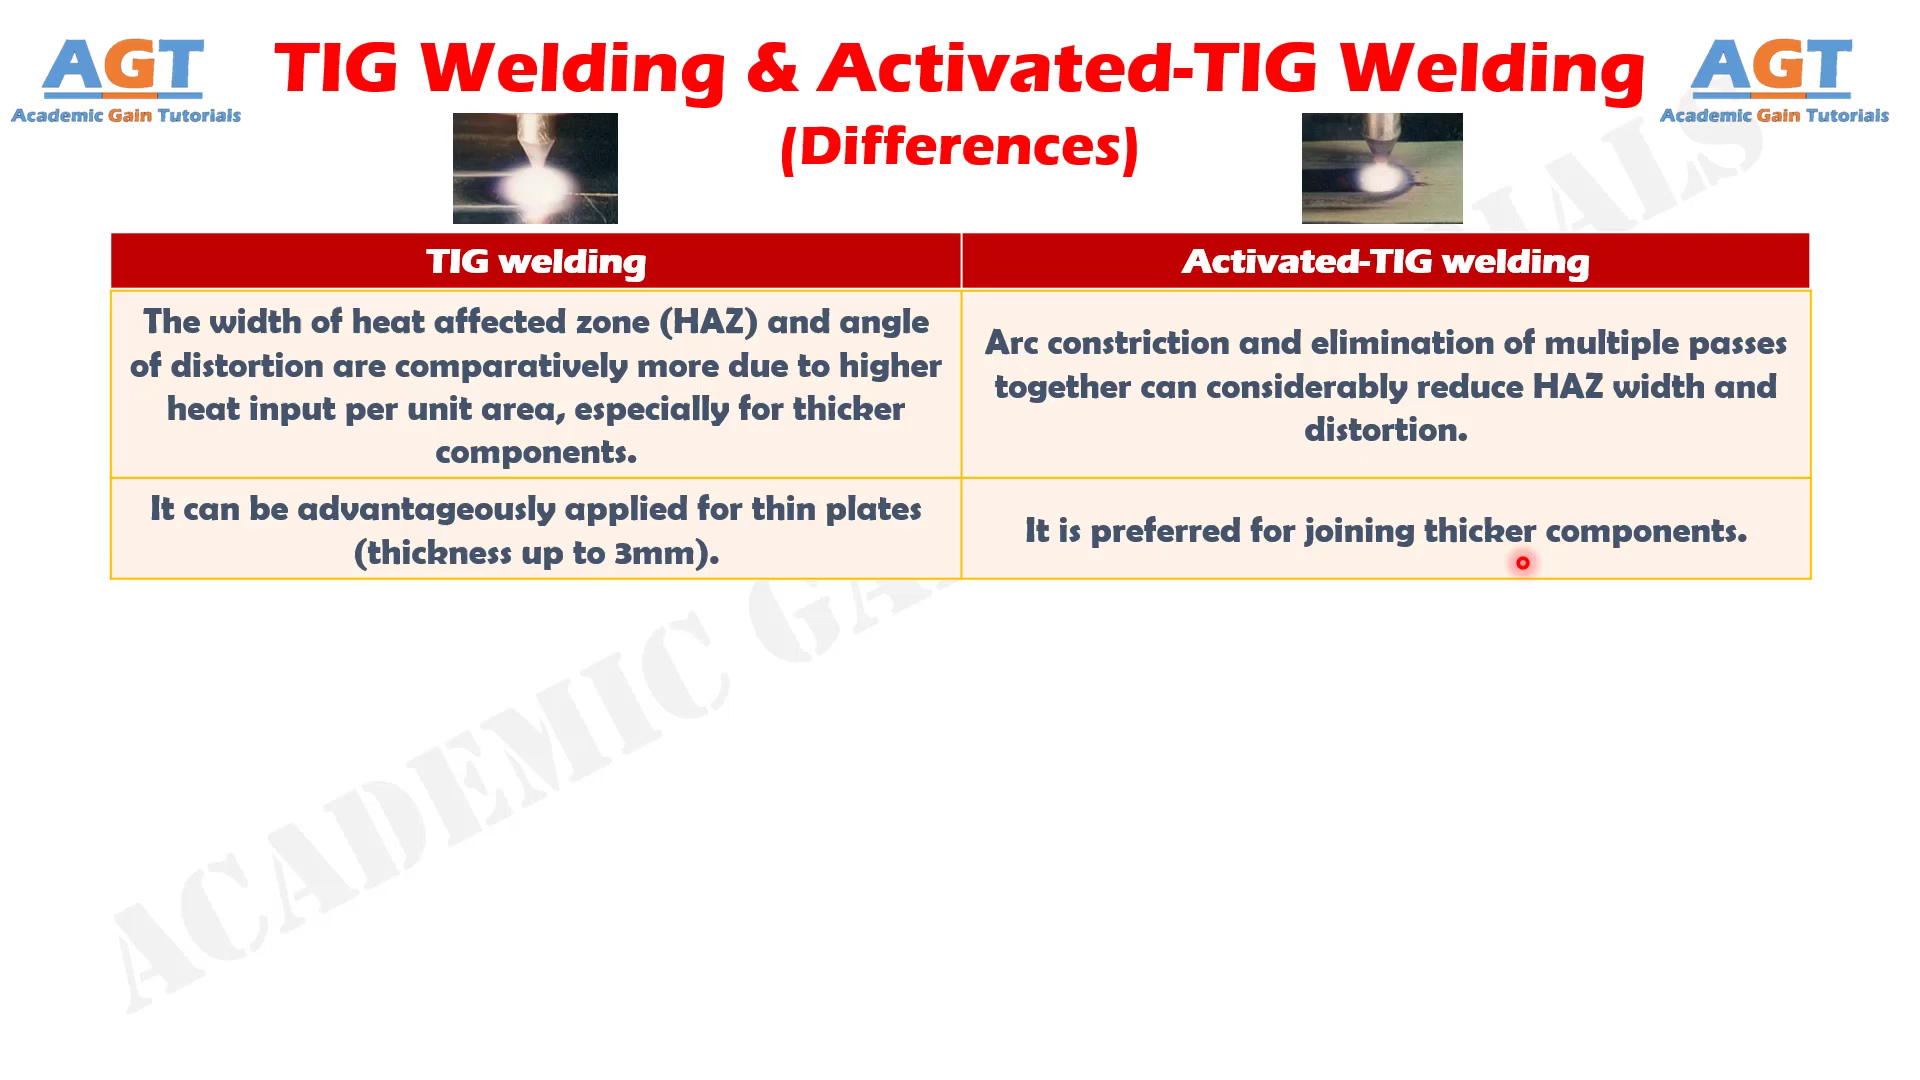 AGT
Academic Gain Tutorials
TIG Welding & Activated-TIG Welding
(Differences)
AGT
Academic Gain Tutorials
TIG welding
Activated-TIG welding
The width of heat affected zone (HAZ) and angle
of distortion are comparatively more due to higher
heat input per unit area, especially for thicker
components.
Arc constriction and elimination of multiple passes
together can considerably reduce HAZ width and
distortion.
It can be advantageously applied for thin plates
(thickness up to 3mm).
It is preferred for joining thicker components.